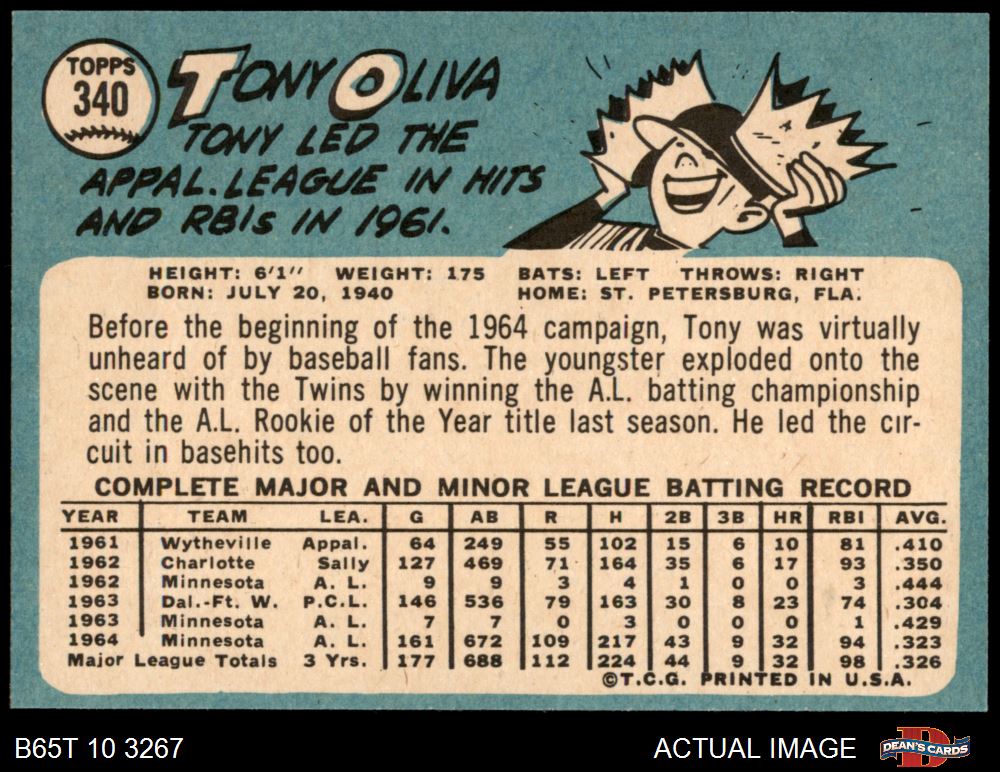 TOPPS
340
TONY OLIVA
TONY LED THE
APPAL. LEAGUE IN HITS
AND RBIs IN 1961.
HEIGHT: 6'1" WEIGHT: 175 BATS: LEFT THROWS: RIGHT
BORN: JULY 20, 1940 HOME: ST. PETERSBURG, FLA.
Before the beginning of the 1964 campaign, Tony was virtually
unheard of by baseball fans. The youngster exploded onto the
scene with the Twins by winning the A.L. batting championship
and the A.L. Rookie of the Year title last season. He led the cir-
cuit in basehits too.
COMPLETE MAJOR AND MINOR LEAGUE BATTING RECORD
YEAR TEAM LEA. G AB R H 2B 3B HR RBI AVG.
1961 Wytheville Appal. 64 249 55 102 15 6 10 81 .410
1962 Charlotte Sally 127 469 71 164 35 6 17 93 .350
1962 Minnesota A. L. 9 9 3 4 1 0 0 3 .444
1963 Dal.-Ft. W. P.C.L. 146 536 79 163 30 8 23 74 .304
1963 Minnesota A. L. 7 7 0 3 0 0 0 1 .429
1964 Minnesota A. L. 161 672 109 217 43 9 32 94 .323
Major League Totals 3 Yrs. 177 688 112 224 44 9 32 98 .326
©T.C.G. PRINTED IN U.S.A.
B65T 10 3267 ACTUAL IMAGE
D
DEAN'S CARDS